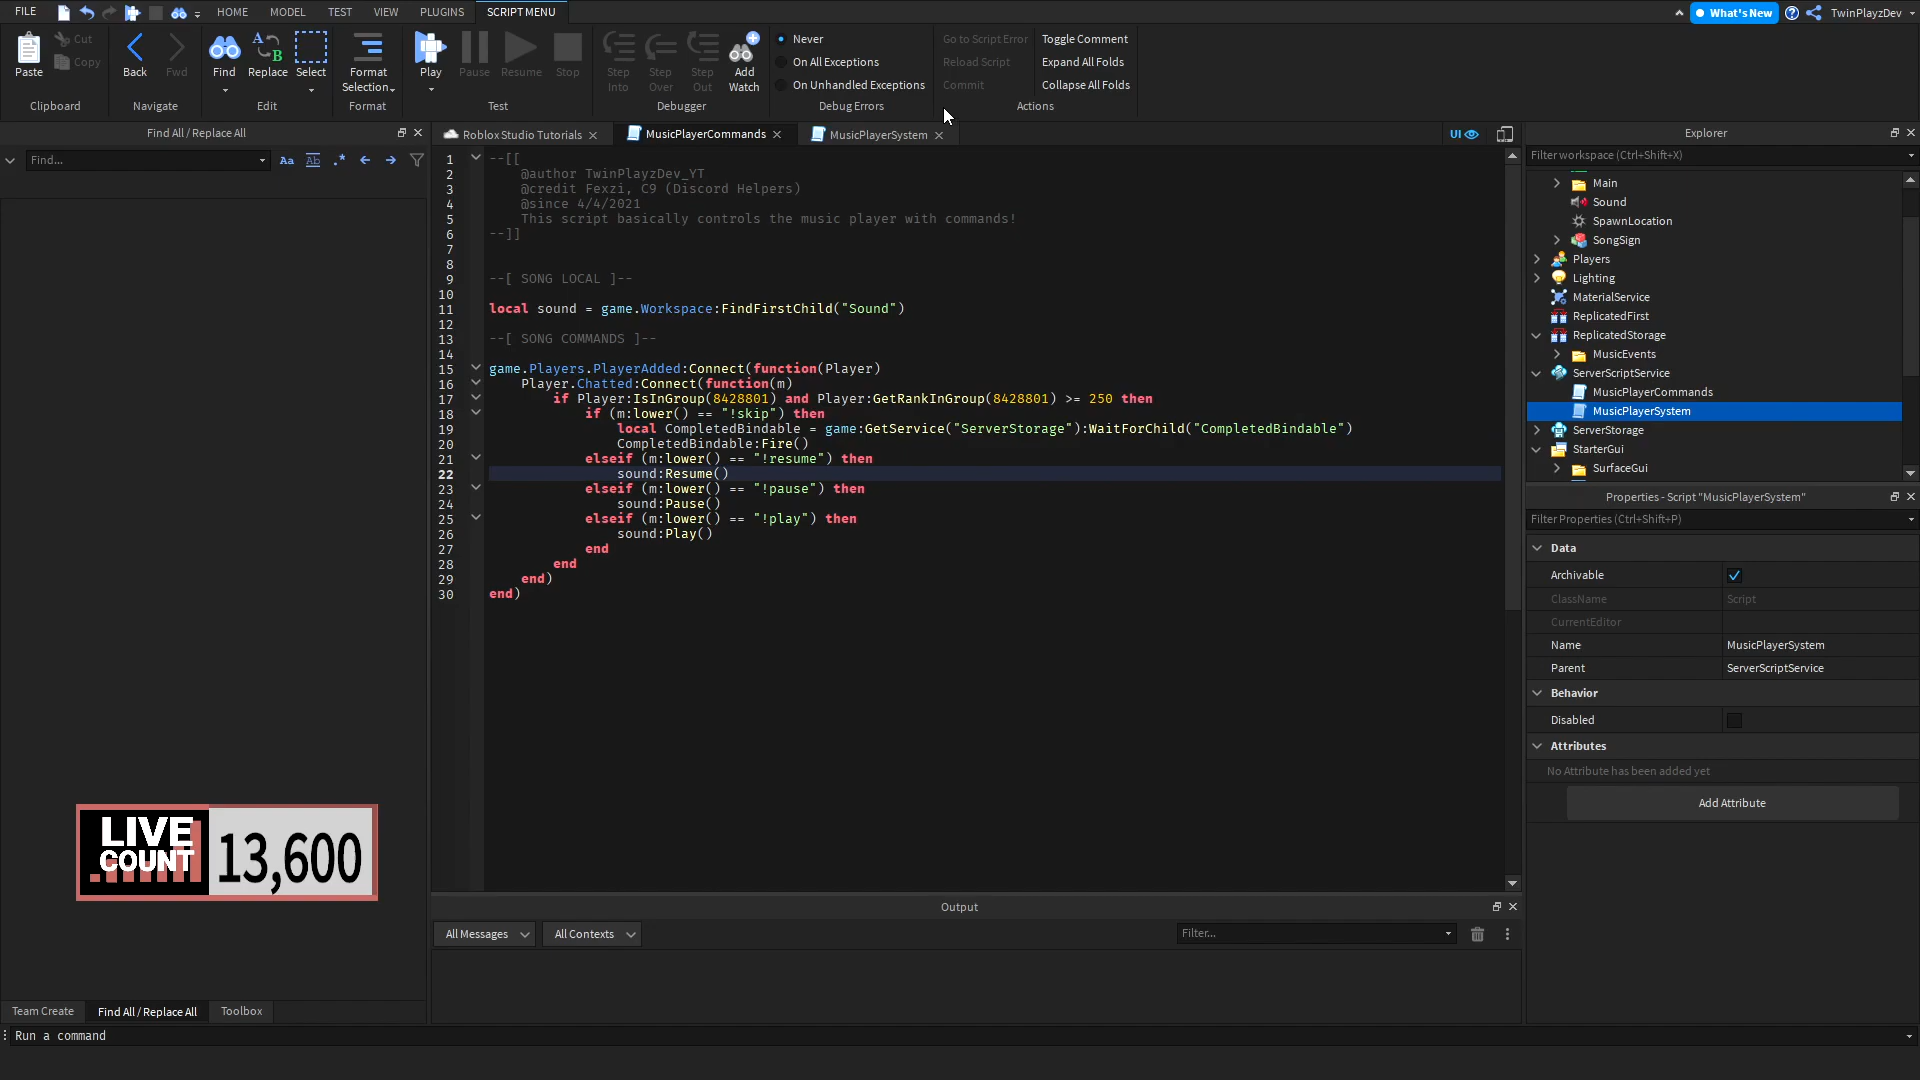 FILE HOME MODEL TEST VIEW PLUGINS SCRIPT MENU What's New TwinPlayzDev
Paste Cut Copy Back Fwd Find Replace Select Format Selection Play Pause Resume Stop Step Into Step Over Step Out Add Watch
Never Go to Script Error Toggle Comment
On All Exceptions Reload Script Expand All Folds
On Unhandled Exceptions Commit Collapse All Folds
Clipboard Navigate Edit Format Test Debugger Debug Errors Actions
Find All / Replace All
Find... Aa Ab .*
Roblox Studio Tutorials MusicPlayerCommands MusicPlayerSystem UI
1 --[[
2 @author TwinPlayzDev_YT
3 @credit Fexzi, C9 (Discord Helpers)
4 @since 4/4/2021
5 This script basically controls the music player with commands!
6 --]]
7
8
9 --[ SONG LOCAL ]--
10
11 local sound = game.Workspace:FindFirstChild("Sound")
12
13 --[ SONG COMMANDS ]--
14
15 game.Players.PlayerAdded:Connect(function(Player)
16 Player.Chatted:Connect(function(m)
17 if Player:IsInGroup(8428801) and Player:GetRankInGroup(8428801) >= 250 then
18 if (m:lower() == "!skip") then
19 local CompletedBindable = game:GetService("ServerStorage"):WaitForChild("CompletedBindable")
20 CompletedBindable:Fire()
21 elseif (m:lower() == "!resume") then
22 sound:Resume()
23 elseif (m:lower() == "!pause") then
24 sound:Pause()
25 elseif (m:lower() == "!play") then
26 sound:Play()
27 end
28 end
29 end)
30 end)
Explorer
Filter workspace (Ctrl+Shift+X)
Main
Sound
SpawnLocation
SongSign
Players
Lighting
MaterialService
ReplicatedFirst
ReplicatedStorage
MusicEvents
ServerScriptService
MusicPlayerCommands
MusicPlayerSystem
ServerStorage
StarterGui
SurfaceGui
Properties - Script "MusicPlayerSystem"
Filter Properties (Ctrl+Shift+P)
Data
Archivable
ClassName Script
CurrentEditor
Name MusicPlayerSystem
Parent ServerScriptService
Behavior
Disabled
Attributes
No Attribute has been added yet
Add Attribute
LIVE
COUNT
13,600
Output
All Messages All Contexts Filter...
Team Create Find All / Replace All Toolbox
Run a command